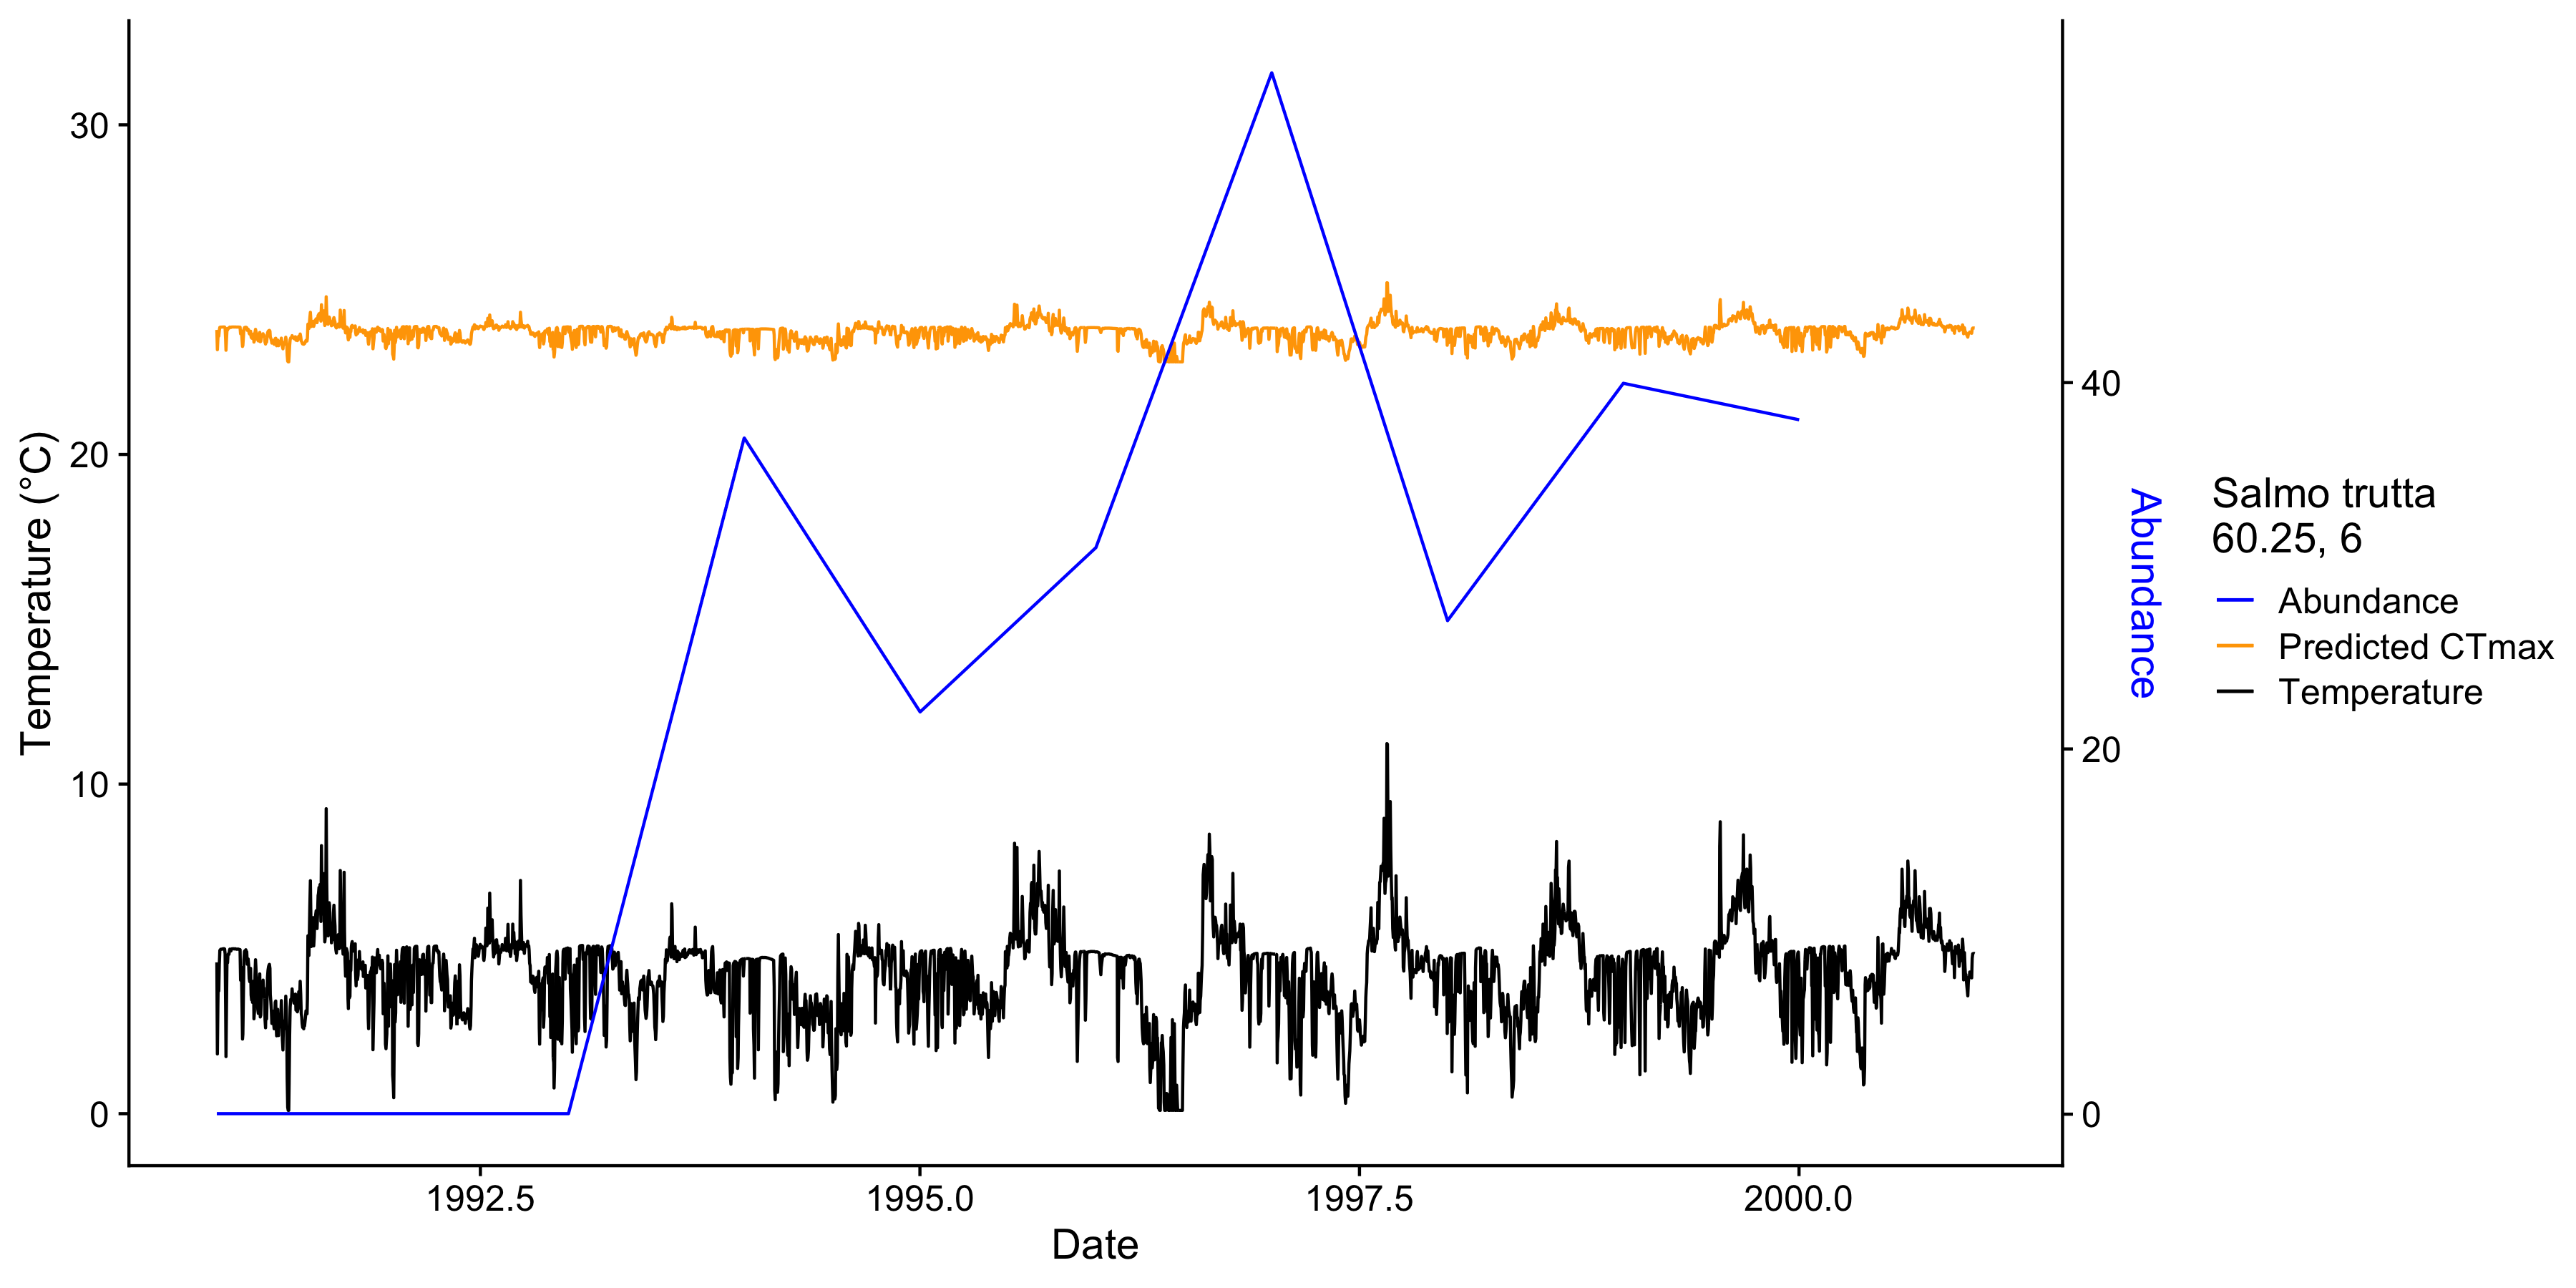 Temperature (°C)
30
20
10
0
1992.5
1995.0
1997.5
2000.0
Date
40
20
0
Abundance
Salmo trutta
60.25, 6
Abundance
Predicted CTmax
Temperature